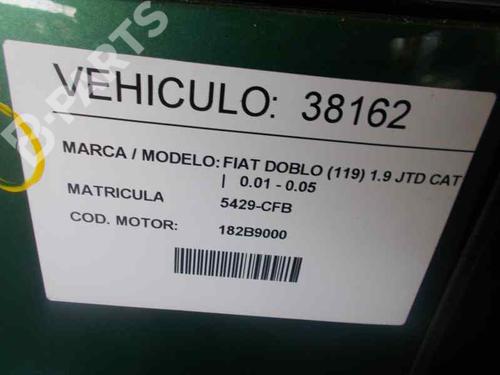 VEHICULO: 38162
MARCA / MODELO: FIAT DOBLO (119) 1.9 JTD CAT
| 0.01 - 0.05
MATRICULA 5429-CFB
COD. MOTOR: 182B9000
B-PARTS